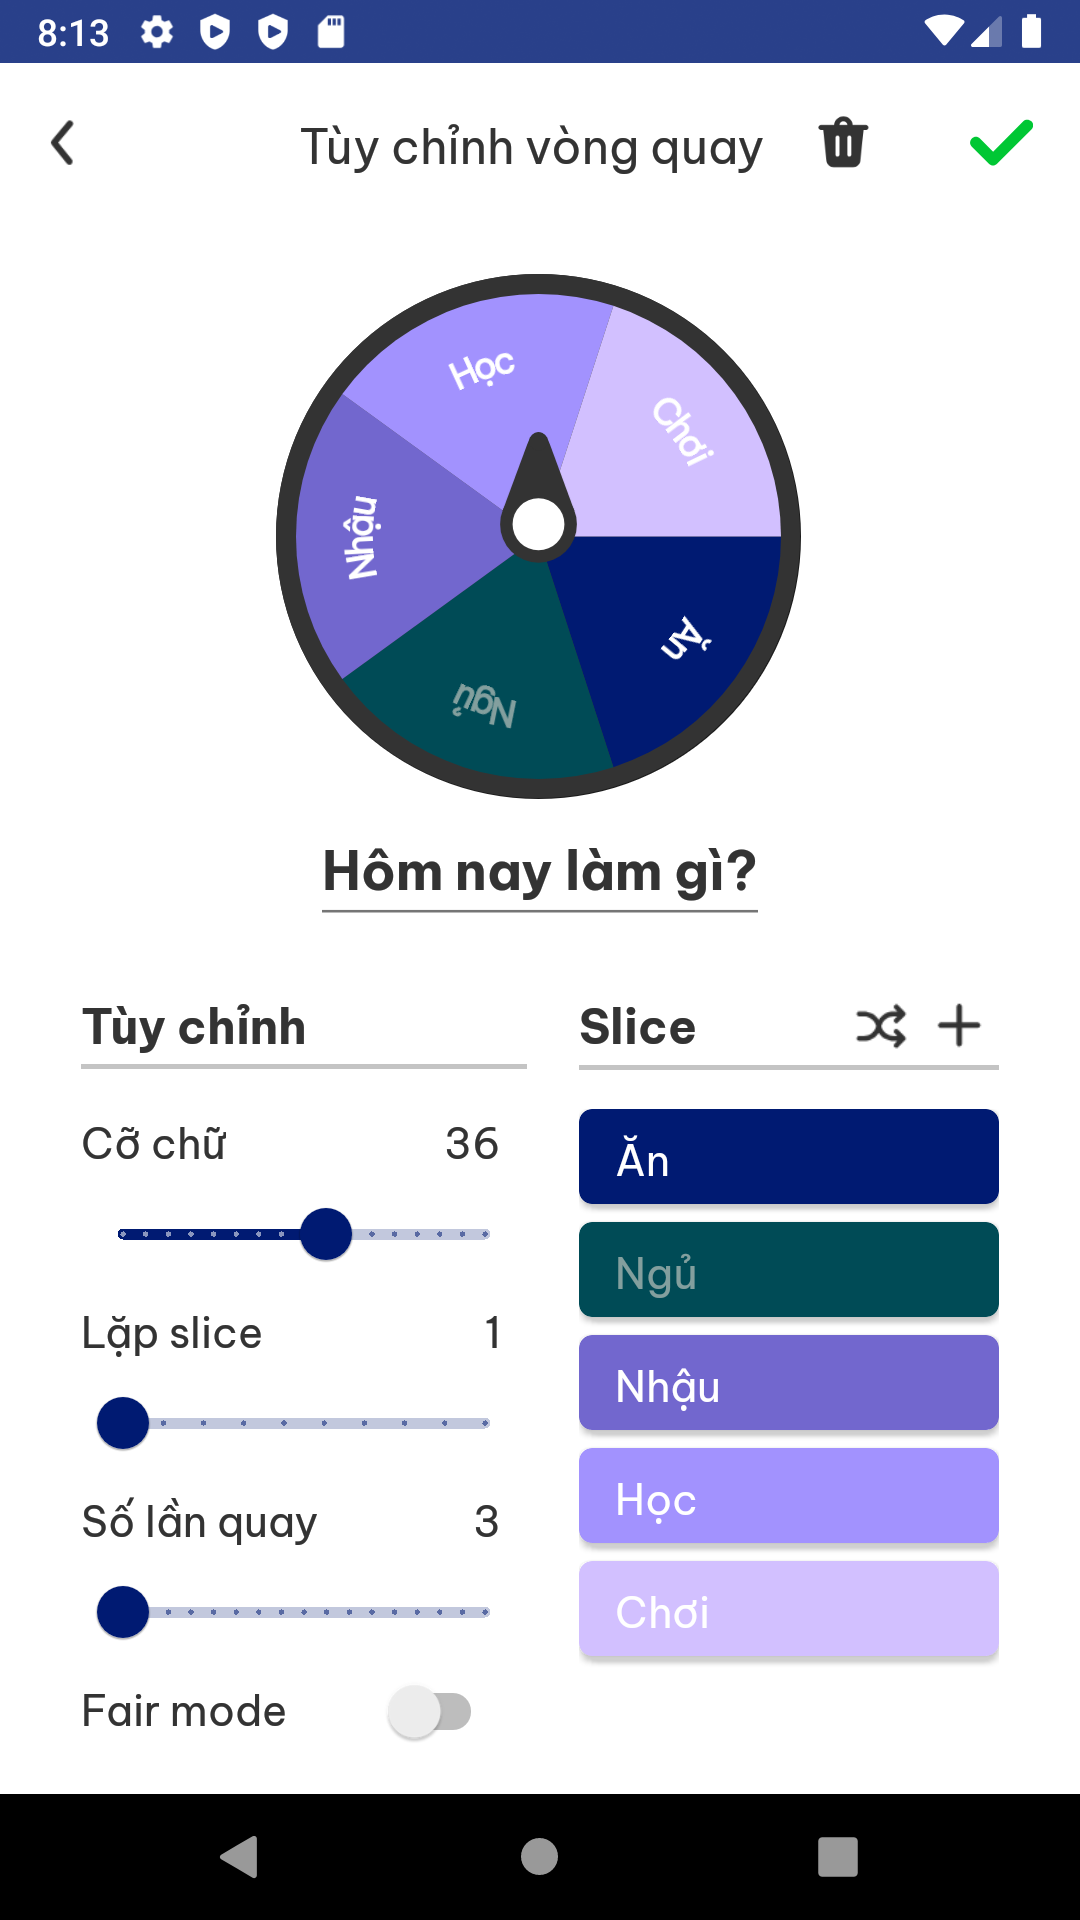 8:13
Tùy chỉnh vòng quay
Học
Chơi
Nhậu
Ăn
Ngủ
Hôm nay làm gì?
Tùy chỉnh
Cỡ chữ 36
Lặp slice 1
Số lần quay 3
Fair mode
Slice
Ăn
Ngủ
Nhậu
Học
Chơi